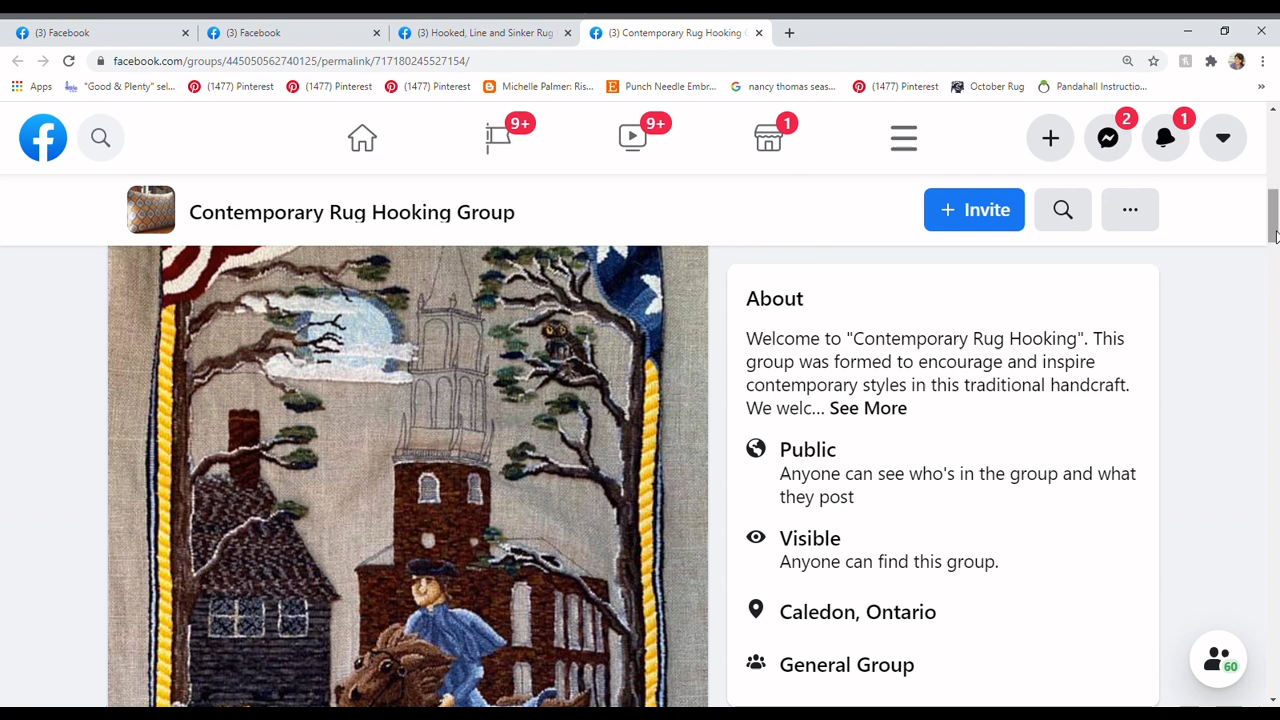 (3) Facebook
(3) Facebook
(3) Hooked, Line and Sinker Rug
(3) Contemporary Rug Hooking
facebook.com/groups/445050562740125/permalink/717180245527154/
Apps
"Good & Plenty" sel...
(1477) Pinterest
(1477) Pinterest
(1477) Pinterest
Michelle Palmer: Ris...
Punch Needle Embr...
nancy thomas seas...
(1477) Pinterest
October Rug
Pandahall Instructio...
»
9+
9+
1
2
1
Contemporary Rug Hooking Group
+ Invite
...
About
Welcome to "Contemporary Rug Hooking". This
group was formed to encourage and inspire
contemporary styles in this traditional handcraft.
We welc... See More
Public
Anyone can see who's in the group and what
they post
Visible
Anyone can find this group.
Caledon, Ontario
General Group
60